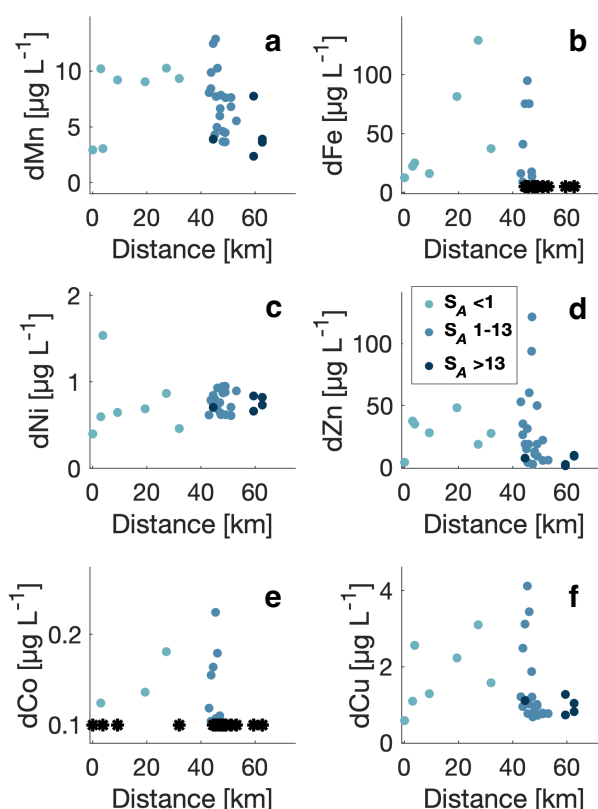 a
dMn [µg L⁻¹]
10
5
0
0 20 40 60
Distance [km]
b
dFe [µg L⁻¹]
100
50
0
0 20 40 60
Distance [km]
c
dNi [µg L⁻¹]
2
1
0
0 20 40 60
Distance [km]
d
S_A <1
S_A 1-13
S_A >13
dZn [µg L⁻¹]
100
50
0
0 20 40 60
Distance [km]
e
dCo [µg L⁻¹]
0.2
0.1
0 20 40 60
Distance [km]
f
dCu [µg L⁻¹]
4
2
0
0 20 40 60
Distance [km]